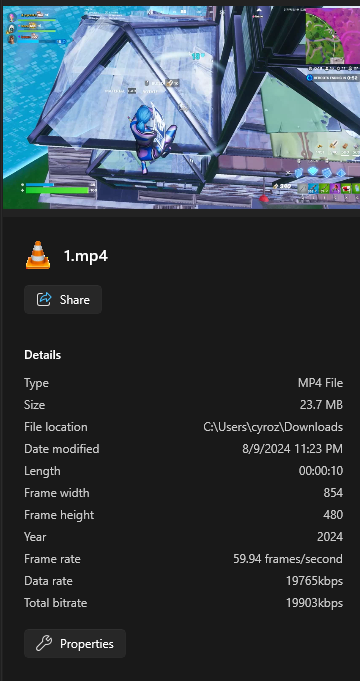 1.mp4
Share
Details
Type MP4 File
Size 23.7 MB
File location C:\Users\cyroz\Downloads
Date modified 8/9/2024 11:23 PM
Length 00:00:10
Frame width 854
Frame height 480
Year 2024
Frame rate 59.94 frames/second
Data rate 19765kbps
Total bitrate 19903kbps
Properties